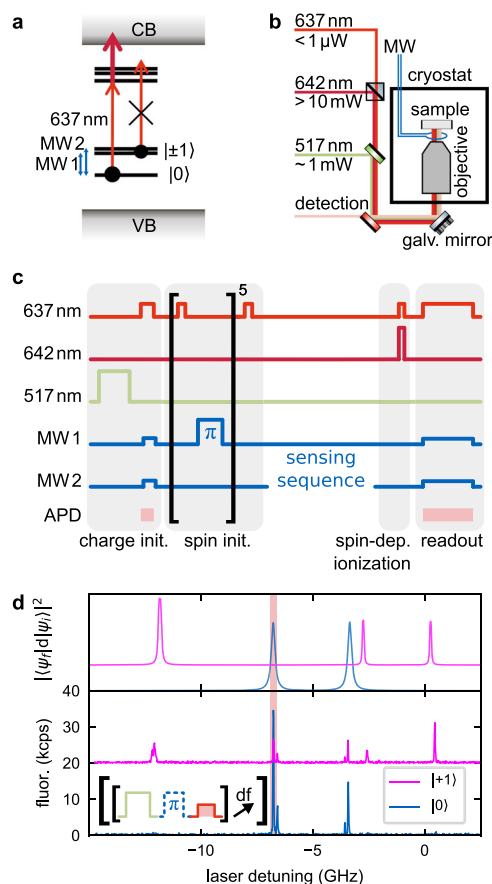 a
CB
637 nm
MW 2
MW 1
|±1⟩
|0⟩
VB
b
637 nm
< 1 µW
MW
cryostat
642 nm
> 10 mW
sample
517 nm
~ 1 mW
objective
detection
galv. mirror
c
5
637 nm
642 nm
517 nm
MW 1
π
MW 2
sensing
sequence
APD
charge init.
spin init.
spin-dep.
ionization
readout
d
|⟨ψf|d|ψi⟩|²
40
30
20
10
0
fluor. (kcps)
π
df
|+1⟩
|0⟩
−10
−5
0
laser detuning (GHz)